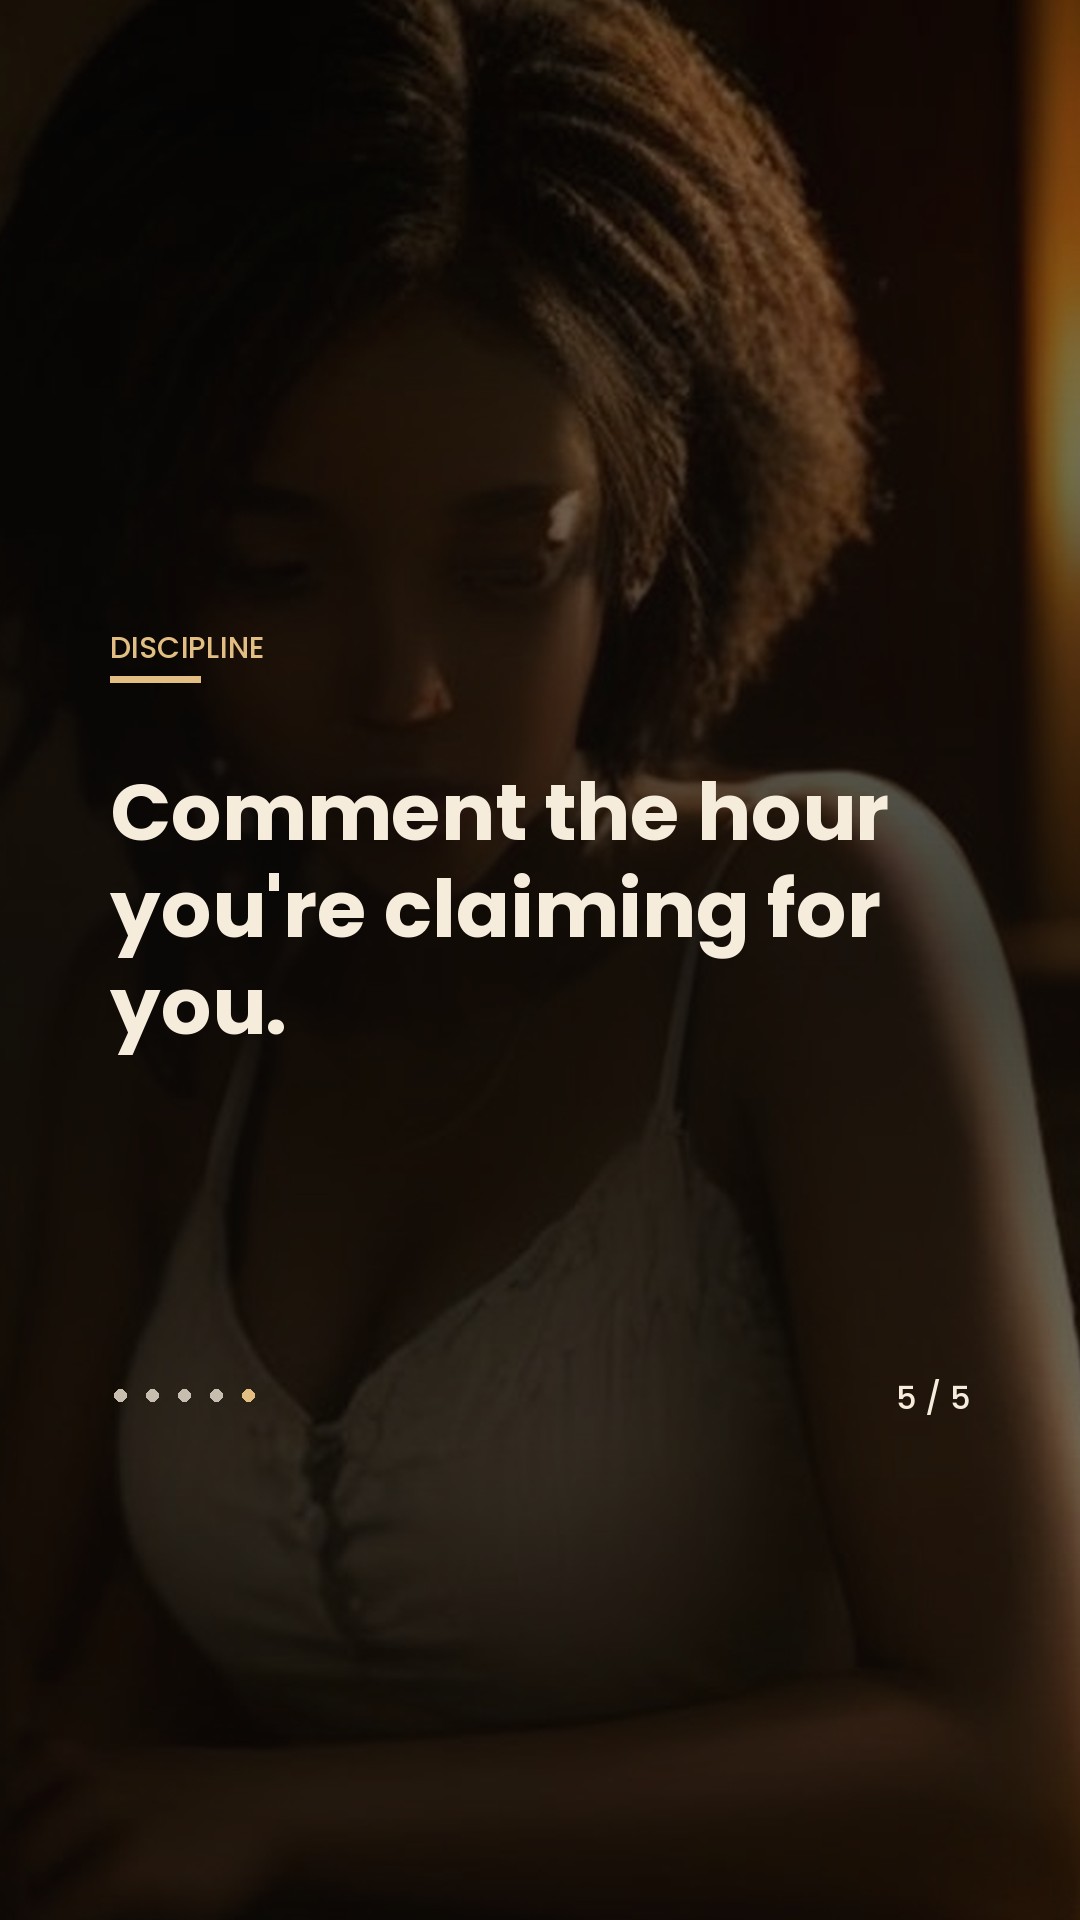 DISCIPLINE
Comment the hour
you're claiming for
you.
5 / 5